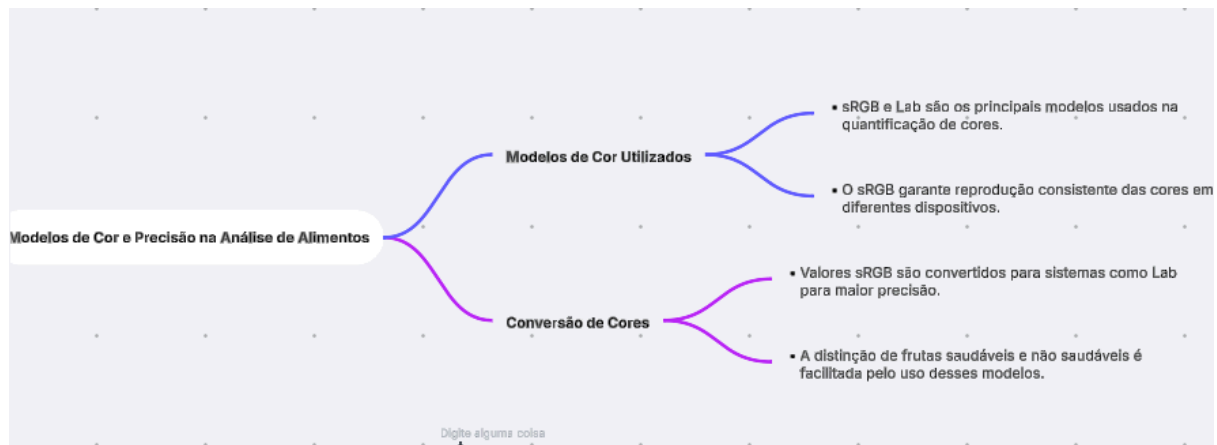 Modelos de Cor e Precisão na Análise de Alimentos
Modelos de Cor Utilizados
▪ sRGB e Lab são os principais modelos usados na
quantificação de cores.
▪ O sRGB garante reprodução consistente das cores em
diferentes dispositivos.
Conversão de Cores
▪ Valores sRGB são convertidos para sistemas como Lab
para maior precisão.
▪ A distinção de frutas saudáveis e não saudáveis é
facilitada pelo uso desses modelos.
Digite alguma coisa